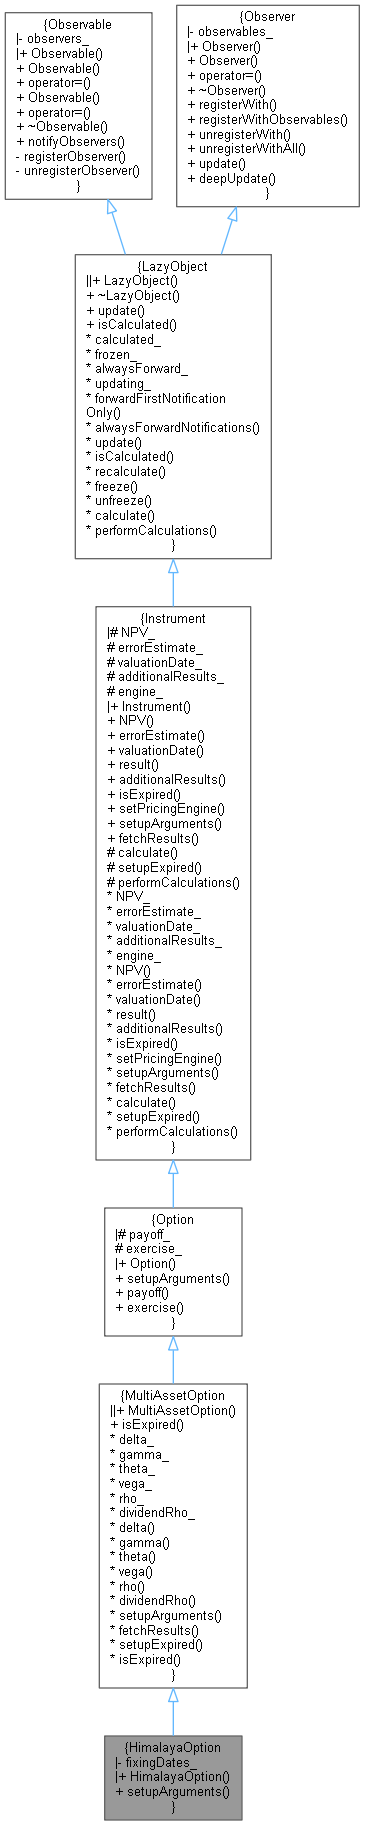 {Observable
|- observers_
|+ Observable()
+ Observable()
+ operator=()
+ Observable()
+ operator=()
+ ~Observable()
+ notifyObservers()
- registerObserver()
- unregisterObserver()
}
{Observer
|- observables_
|+ Observer()
+ Observer()
+ operator=()
+ ~Observer()
+ registerWith()
+ registerWithObservables()
+ unregisterWith()
+ unregisterWithAll()
+ update()
+ deepUpdate()
}
{LazyObject
||+ LazyObject()
+ ~LazyObject()
+ update()
+ isCalculated()
* calculated_
* frozen_
* alwaysForward_
* updating_
* forwardFirstNotification
Only()
* alwaysForwardNotifications()
* update()
* isCalculated()
* recalculate()
* freeze()
* unfreeze()
* calculate()
* performCalculations()
}
{Instrument
|# NPV_
# errorEstimate_
# valuationDate_
# additionalResults_
# engine_
|+ Instrument()
+ NPV()
+ errorEstimate()
+ valuationDate()
+ result()
+ additionalResults()
+ isExpired()
+ setPricingEngine()
+ setupArguments()
+ fetchResults()
# calculate()
# setupExpired()
# performCalculations()
* NPV_
* errorEstimate_
* valuationDate_
* additionalResults_
* engine_
* NPV()
* errorEstimate()
* valuationDate()
* result()
* additionalResults()
* isExpired()
* setPricingEngine()
* setupArguments()
* fetchResults()
* calculate()
* setupExpired()
* performCalculations()
}
{Option
|# payoff_
# exercise_
|+ Option()
+ setupArguments()
+ payoff()
+ exercise()
}
{MultiAssetOption
||+ MultiAssetOption()
+ isExpired()
* delta_
* gamma_
* theta_
* vega_
* rho_
* dividendRho_
* delta()
* gamma()
* theta()
* vega()
* rho()
* dividendRho()
* setupArguments()
* fetchResults()
* setupExpired()
* isExpired()
}
{HimalayaOption
|- fixingDates_
|+ HimalayaOption()
+ setupArguments()
}